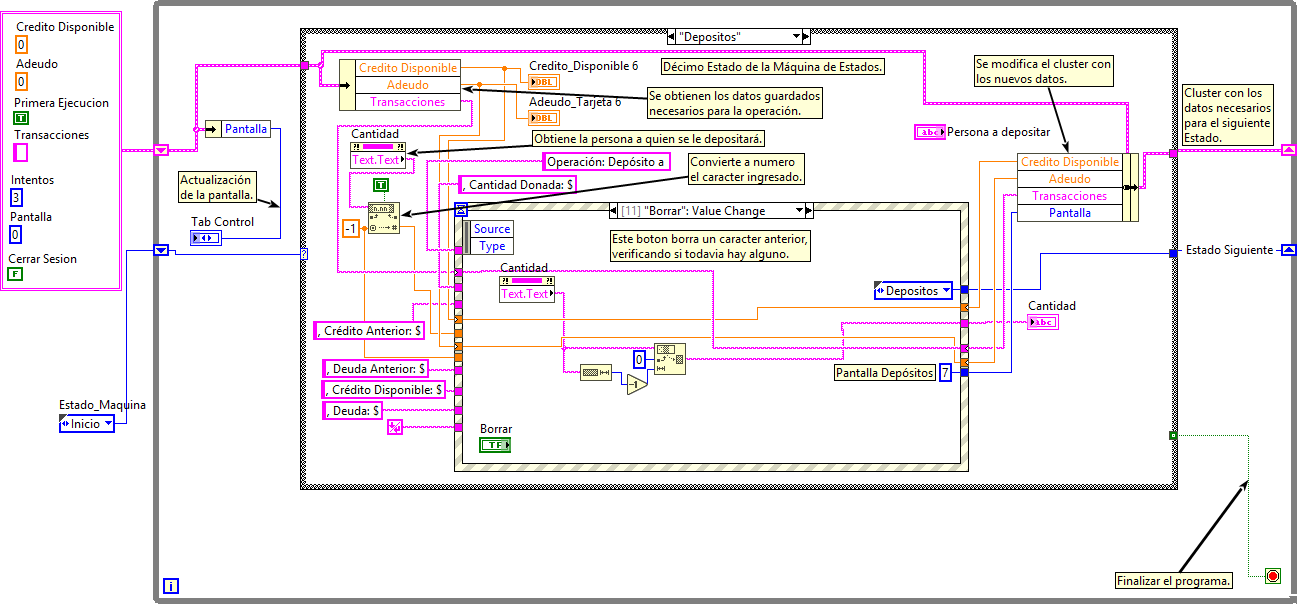 Credito Disponible
0
Adeudo
0
Primera Ejecucion
T
Transacciones
Intentos
3
Pantalla
0
Cerrar Sesion
F
Estado_Maquina
Inicio
Pantalla
Actualización
de la pantalla.
Tab Control
i
"Depositos"
Credito Disponible
Adeudo
Transacciones
Credito_Disponible 6
DBL
Adeudo_Tarjeta 6
DBL
Décimo Estado de la Máquina de Estados.
Se obtienen los datos guardados
necesarios para la operación.
Cantidad
Text.Text
Obtiene la persona a quien se le depositará.
Operación: Depósito a
Convierte a numero
el caracter ingresado.
, Cantidad Donada: $
T
-1
[11] "Borrar": Value Change
Source
Type
Este boton borra un caracter anterior,
verificando si todavia hay alguno.
Cantidad
Text.Text
, Crédito Anterior: $
, Deuda Anterior: $
, Crédito Disponible: $
, Deuda: $
0
-1
Borrar
TF
Depositos
Pantalla Depósitos
7
Se modifica el cluster con
los nuevos datos.
abc
Persona a depositar
Credito Disponible
Adeudo
Transacciones
Pantalla
Cluster con los
datos necesarios
para el siguiente
Estado.
Estado Siguiente
Cantidad
abc
Finalizar el programa.